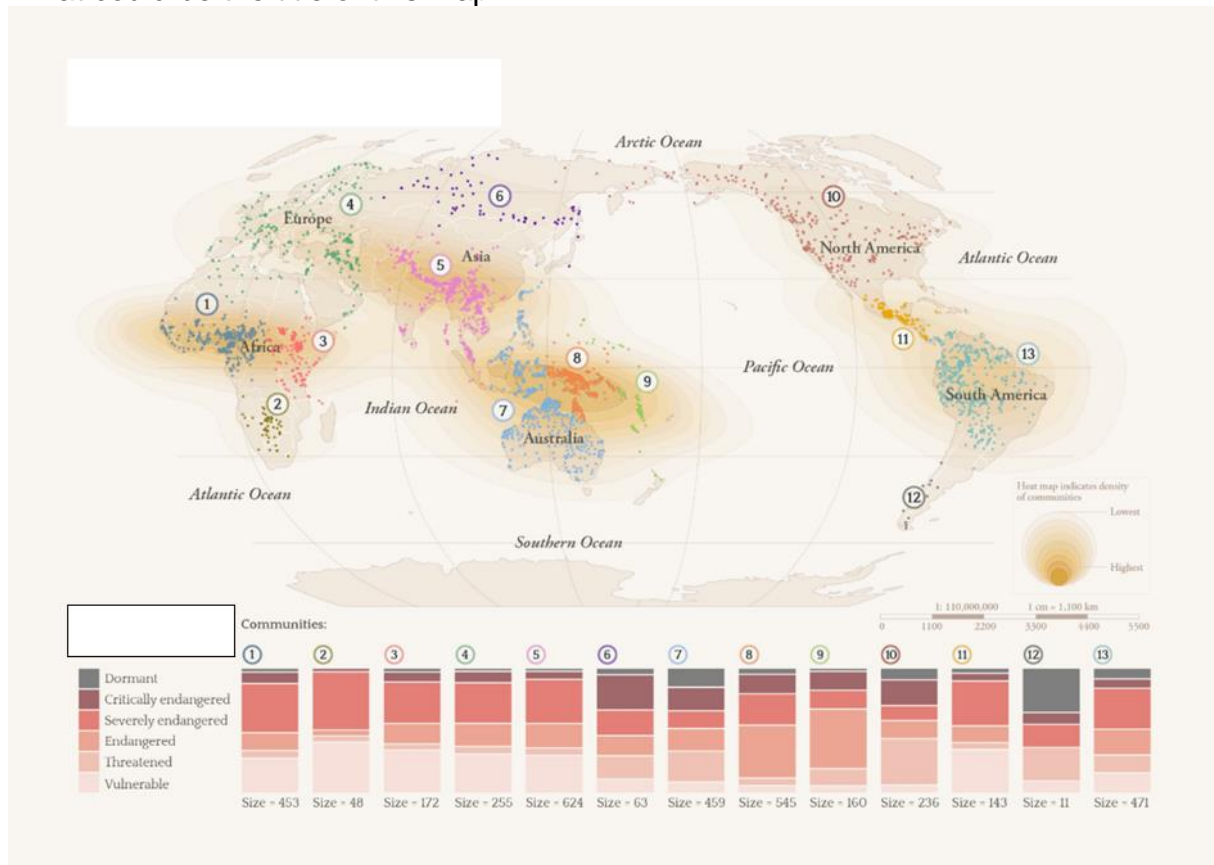 Arctic Ocean
Europe
4
6
10
5
Asia
North America
Atlantic Ocean
1
Africa
3
8
11
13
Pacific Ocean
9
2
Indian Ocean
7
South America
Australia
Atlantic Ocean
12
Heat map indicates density
of communities
Lowest
Highest
Southern Ocean
1: 110,000,000 1 cm = 1,100 km
0 1100 2200 3300 4400 5500
Communities:
1 2 3 4 5 6 7 8 9 10 11 12 13
Dormant
Critically endangered
Severely endangered
Endangered
Threatened
Vulnerable
Size = 453 Size = 48 Size = 172 Size = 255 Size = 624 Size = 63 Size = 459 Size = 545 Size = 160 Size = 236 Size = 143 Size = 11 Size = 471